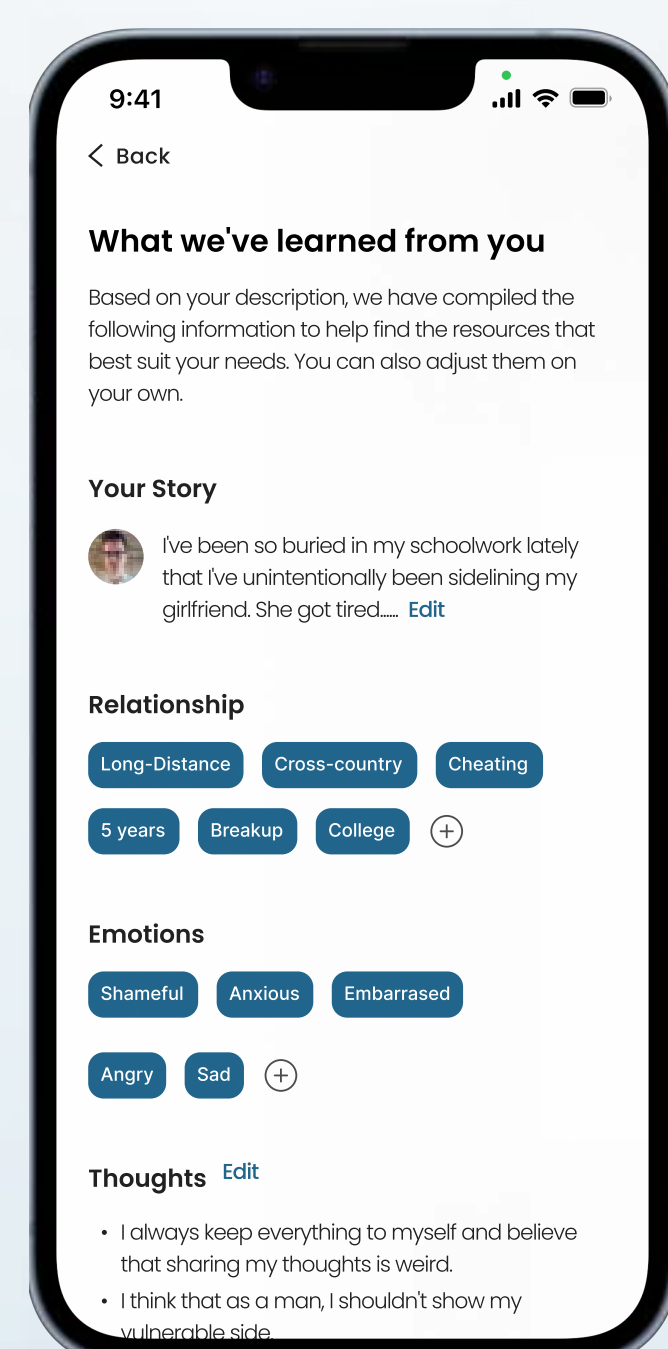 9:41
Back
What we've learned from you
Based on your description, we have compiled the
following information to help find the resources that
best suit your needs. You can also adjust them on
your own.
Your Story
I've been so buried in my schoolwork lately
that I've unintentionally been sidelining my
girlfriend. She got tired...... Edit
Relationship
Long-Distance Cross-country Cheating
5 years Breakup College
Emotions
Shameful Anxious Embarrased
Angry Sad
Thoughts Edit
• I always keep everything to myself and believe
that sharing my thoughts is weird.
• I think that as a man, I shouldn't show my
vulnerable side.